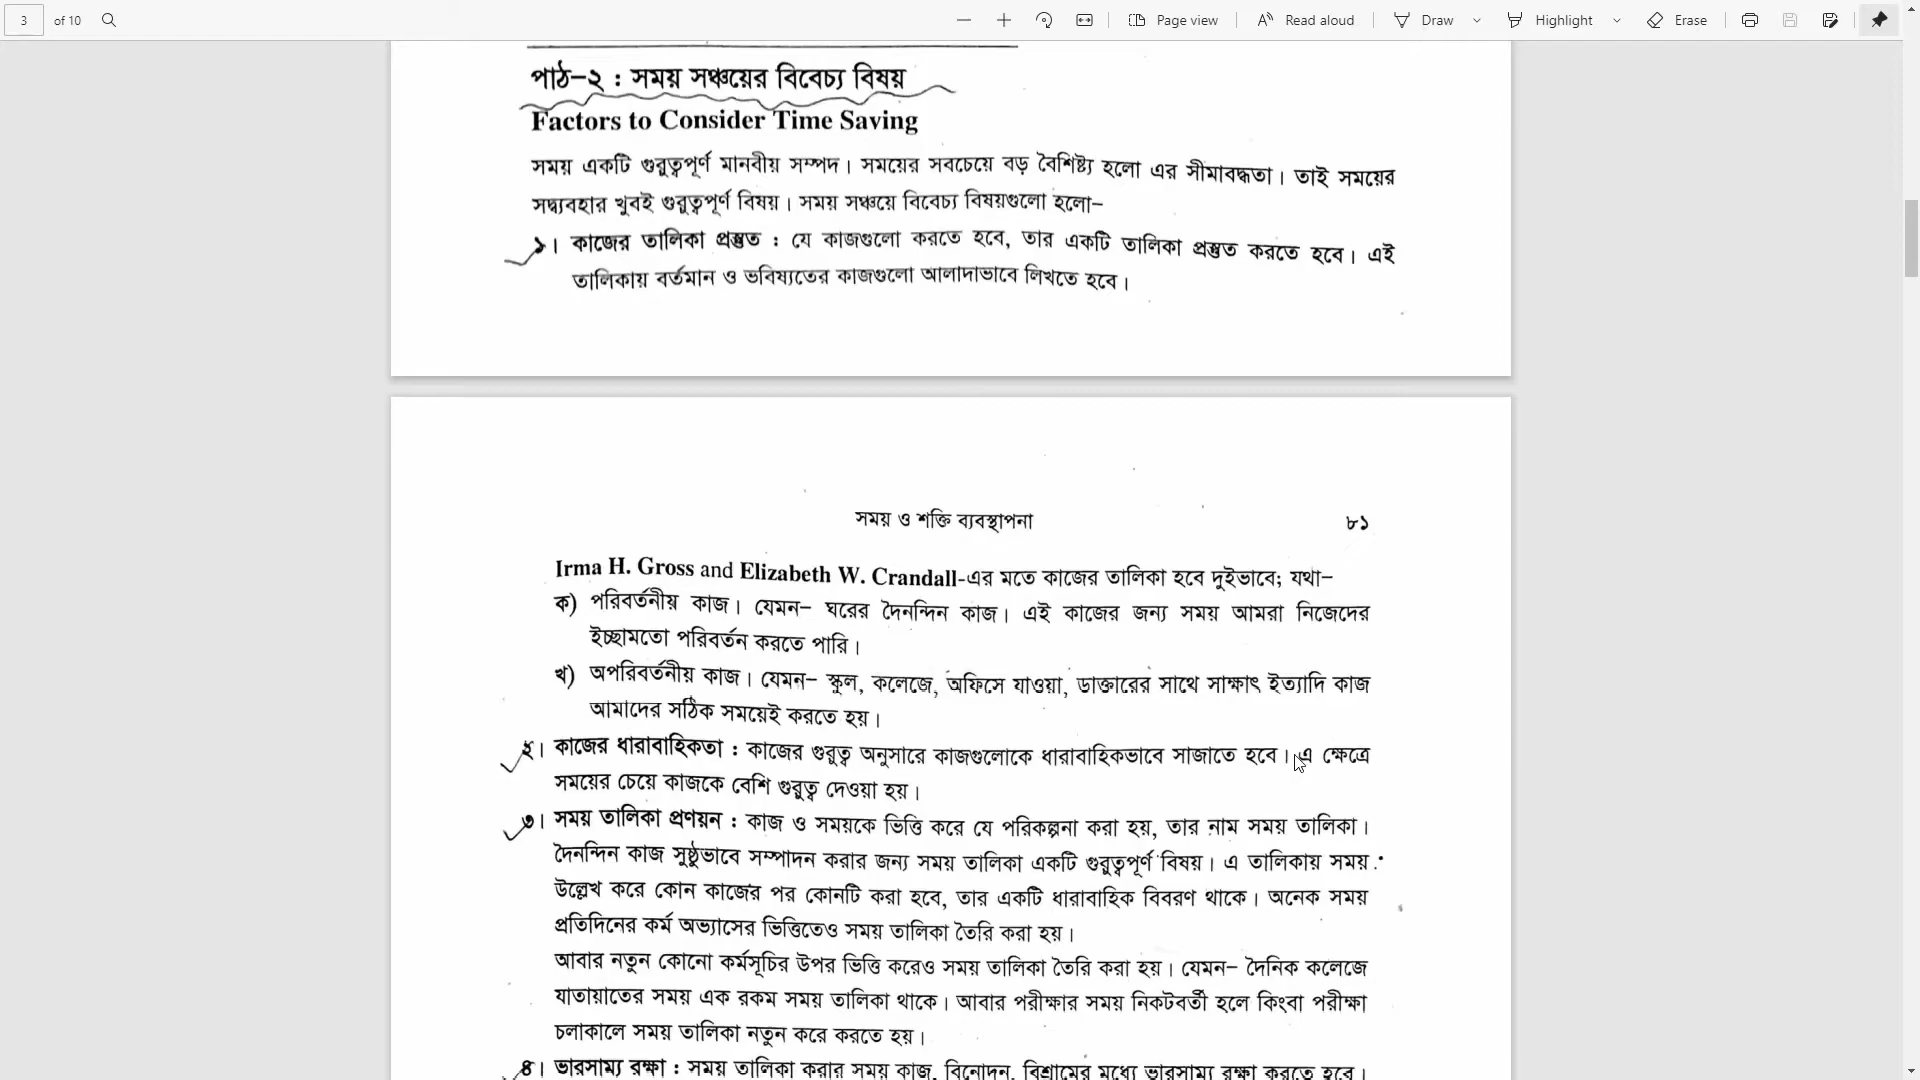 3 of 10 Page view Read aloud Draw Highlight Erase
পাঠ-২ : সময় সঞ্চয়ের বিবেচ্য বিষয়
Factors to Consider Time Saving
সময় একটি গুরুত্বপূর্ণ মানবীয় সম্পদ। সময়ের সবচেয়ে বড় বৈশিষ্ট্য হলো এর সীমাবদ্ধতা। তাই সময়ের
সদ্ব্যবহার খুবই গুরুত্বপূর্ণ বিষয়। সময় সঞ্চয়ে বিবেচ্য বিষয়গুলো হলো-
১। কাজের তালিকা প্রস্তুত : যে কাজগুলো করতে হবে, তার একটি তালিকা প্রস্তুত করতে হবে। এই
তালিকায় বর্তমান ও ভবিষ্যতের কাজগুলো আলাদাভাবে লিখতে হবে।
সময় ও শক্তি ব্যবস্থাপনা ৮১
Irma H. Gross and Elizabeth W. Crandall-এর মতে কাজের তালিকা হবে দুইভাবে; যথা-
ক) পরিবর্তনীয় কাজ। যেমন- ঘরের দৈনন্দিন কাজ। এই কাজের জন্য সময় আমরা নিজেদের
ইচ্ছামতো পরিবর্তন করতে পারি।
খ) অপরিবর্তনীয় কাজ। যেমন- স্কুল, কলেজে, অফিসে যাওয়া, ডাক্তারের সাথে সাক্ষাৎ ইত্যাদি কাজ
আমাদের সঠিক সময়েই করতে হয়।
২। কাজের ধারাবাহিকতা : কাজের গুরুত্ব অনুসারে কাজগুলোকে ধারাবাহিকভাবে সাজাতে হবে। এ ক্ষেত্রে
সময়ের চেয়ে কাজকে বেশি গুরুত্ব দেওয়া হয়।
৩। সময় তালিকা প্রণয়ন : কাজ ও সময়কে ভিত্তি করে যে পরিকল্পনা করা হয়, তার নাম সময় তালিকা।
দৈনন্দিন কাজ সুষ্ঠুভাবে সম্পাদন করার জন্য সময় তালিকা একটি গুরুত্বপূর্ণ বিষয়। এ তালিকায় সময়
উল্লেখ করে কোন কাজের পর কোনটি করা হবে, তার একটি ধারাবাহিক বিবরণ থাকে। অনেক সময়
প্রতিদিনের কর্ম অভ্যাসের ভিত্তিতেও সময় তালিকা তৈরি করা হয়।
আবার নতুন কোনো কর্মসূচির উপর ভিত্তি করেও সময় তালিকা তৈরি করা হয়। যেমন- দৈনিক কলেজে
যাতায়াতের সময় এক রকম সময় তালিকা থাকে। আবার পরীক্ষার সময় নিকটবর্তী হলে কিংবা পরীক্ষা
চলাকালে সময় তালিকা নতুন করে করতে হয়।
৪। ভারসাম্য রক্ষা : সময় তালিকা করার সময় কাজ, বিনোদন, বিশ্রামের মধ্যে ভারসাম্য রক্ষা করতে হবে।